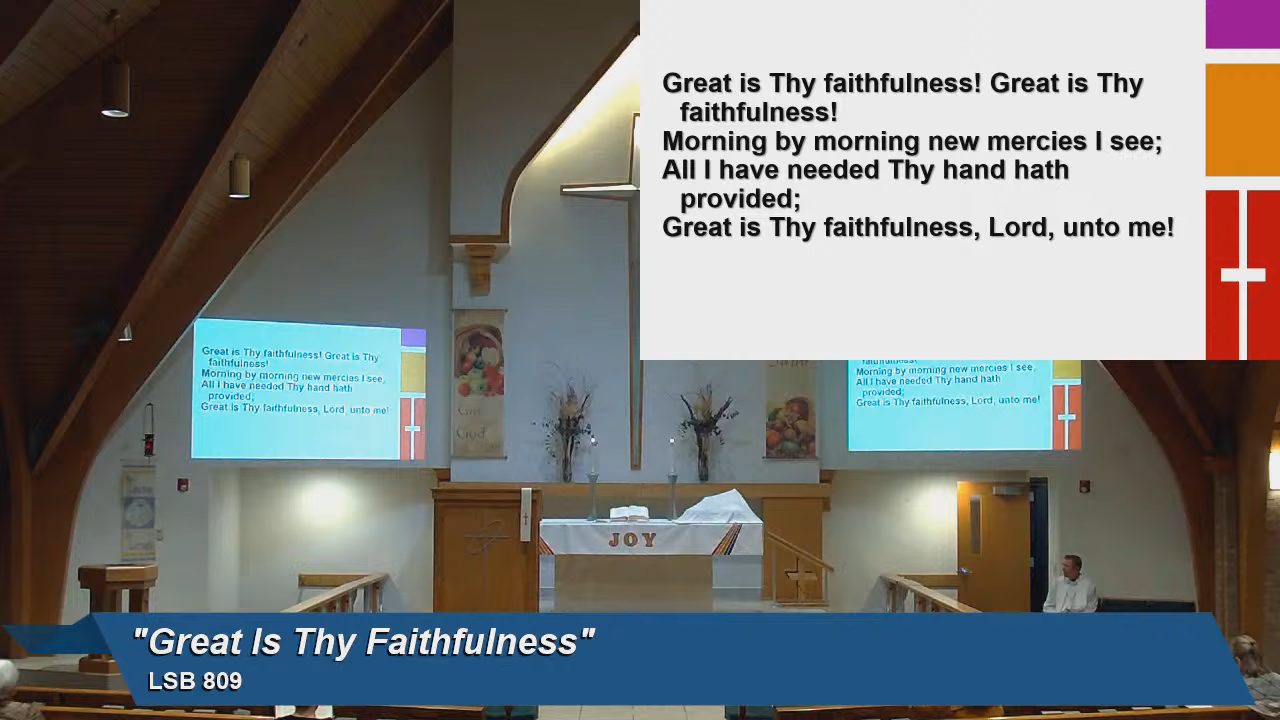 Great is Thy faithfulness! Great is Thy
faithfulness!
Morning by morning new mercies I see;
All I have needed Thy hand hath
provided;
Great is Thy faithfulness, Lord, unto me!
Great is Thy faithfulness! Great is Thy
faithfulness!
Morning by morning new mercies I see,
All I have needed Thy hand hath
provided;
Great is Thy faithfulness, Lord, unto me!
faithfulness!
Morning by morning new mercies I see,
All I have needed Thy hand hath
provided;
Great is Thy faithfulness, Lord, unto me!
God
JOY
"Great Is Thy Faithfulness"
LSB 809